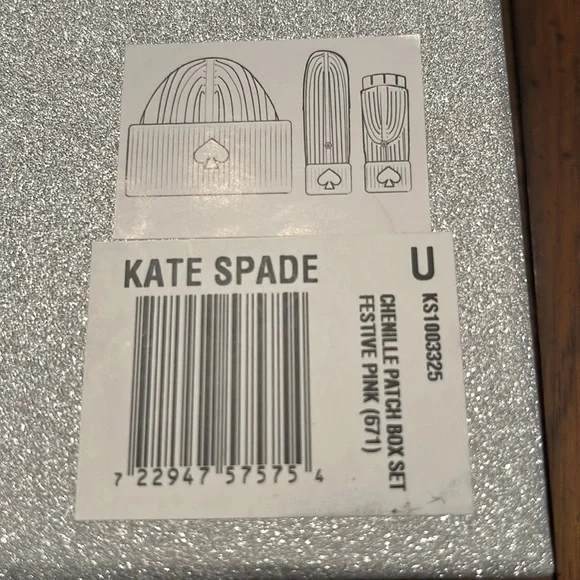 KATE SPADE
U
KS1003325
CHENILLE PATCH BOX SET
FESTIVE PINK (671)
7 22947 57575 4